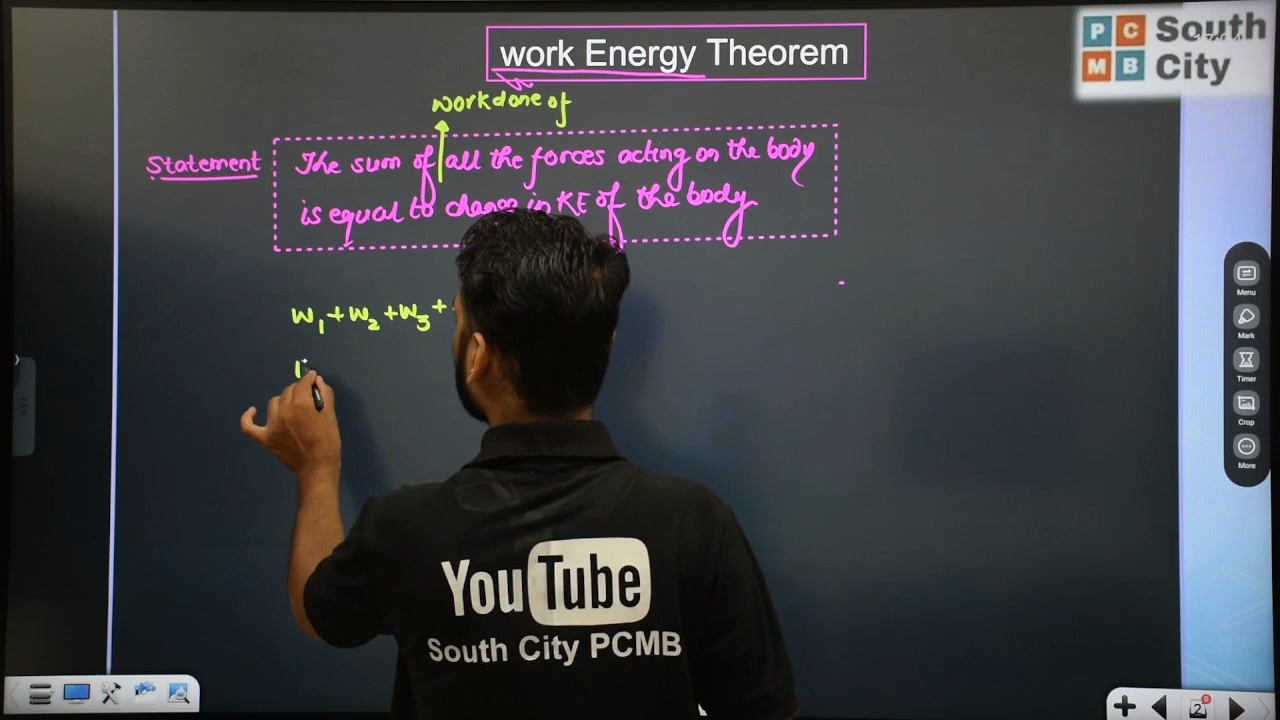 work Energy Theorem
P C M B South City
workdone of
Statement
The sum of all the forces acting on the body
is equal to change in KE of the body
W1 + W2 + W3 +
Menu
Mark
Timer
Crop
More
YouTube
South City PCMB
2